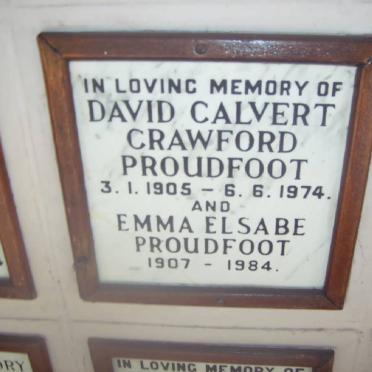 IN LOVING MEMORY OF
DAVID CALVERT
CRAWFORD
PROUDFOOT
3. 1. 1905 – 6. 6. 1974.
AND
EMMA ELSABE
PROUDFOOT
1907 - 1984.
ORY
IN LOVING MEMORY OF